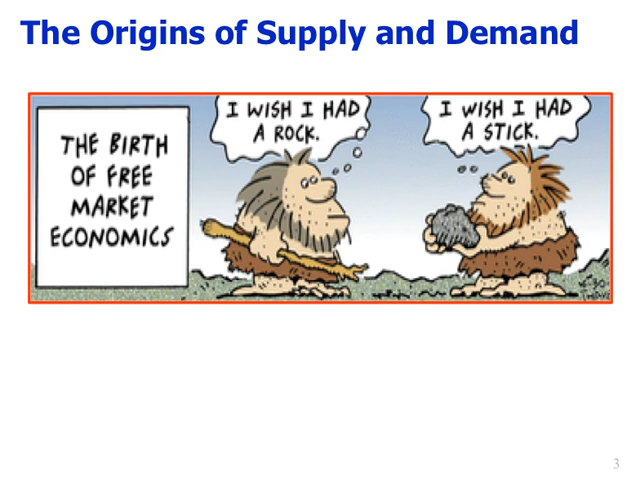 The Origins of Supply and Demand
THE BIRTH
OF FREE
MARKET
ECONOMICS
I WISH I HAD
A ROCK.
I WISH I HAD
A STICK.
3